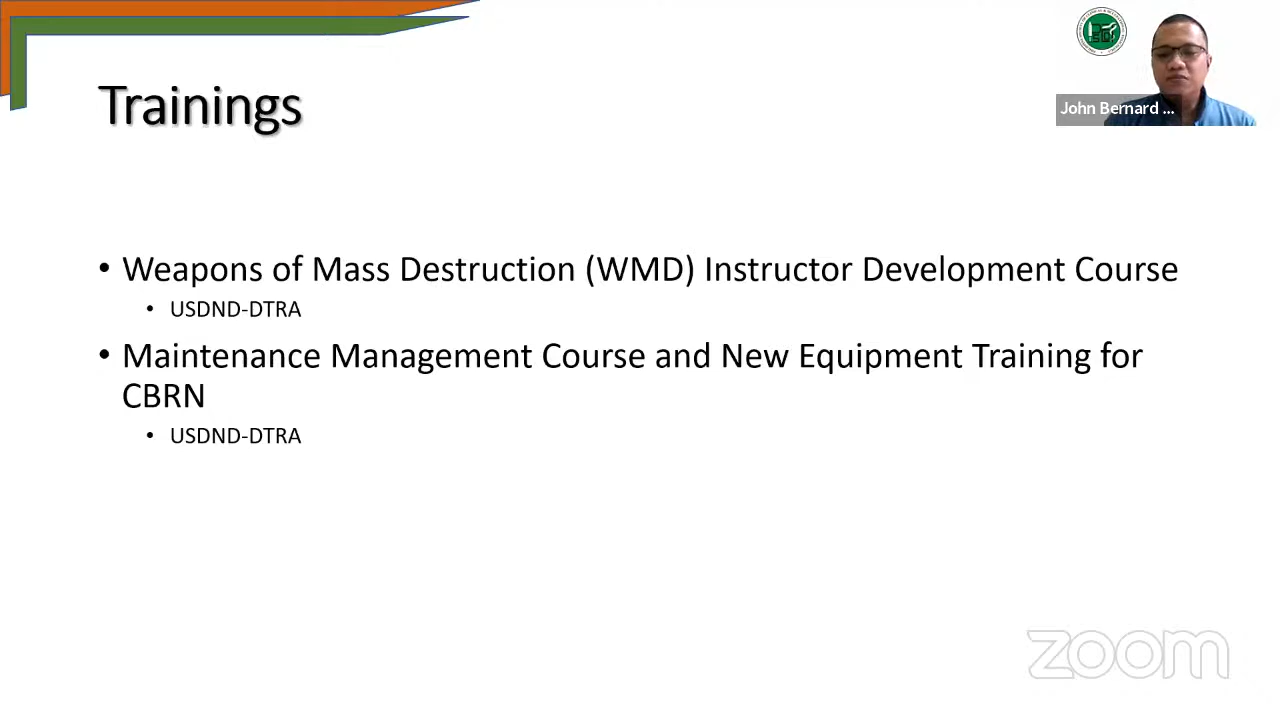 Trainings
John Bernard ...
• Weapons of Mass Destruction (WMD) Instructor Development Course
• USDND-DTRA
• Maintenance Management Course and New Equipment Training for
CBRN
• USDND-DTRA
zoom